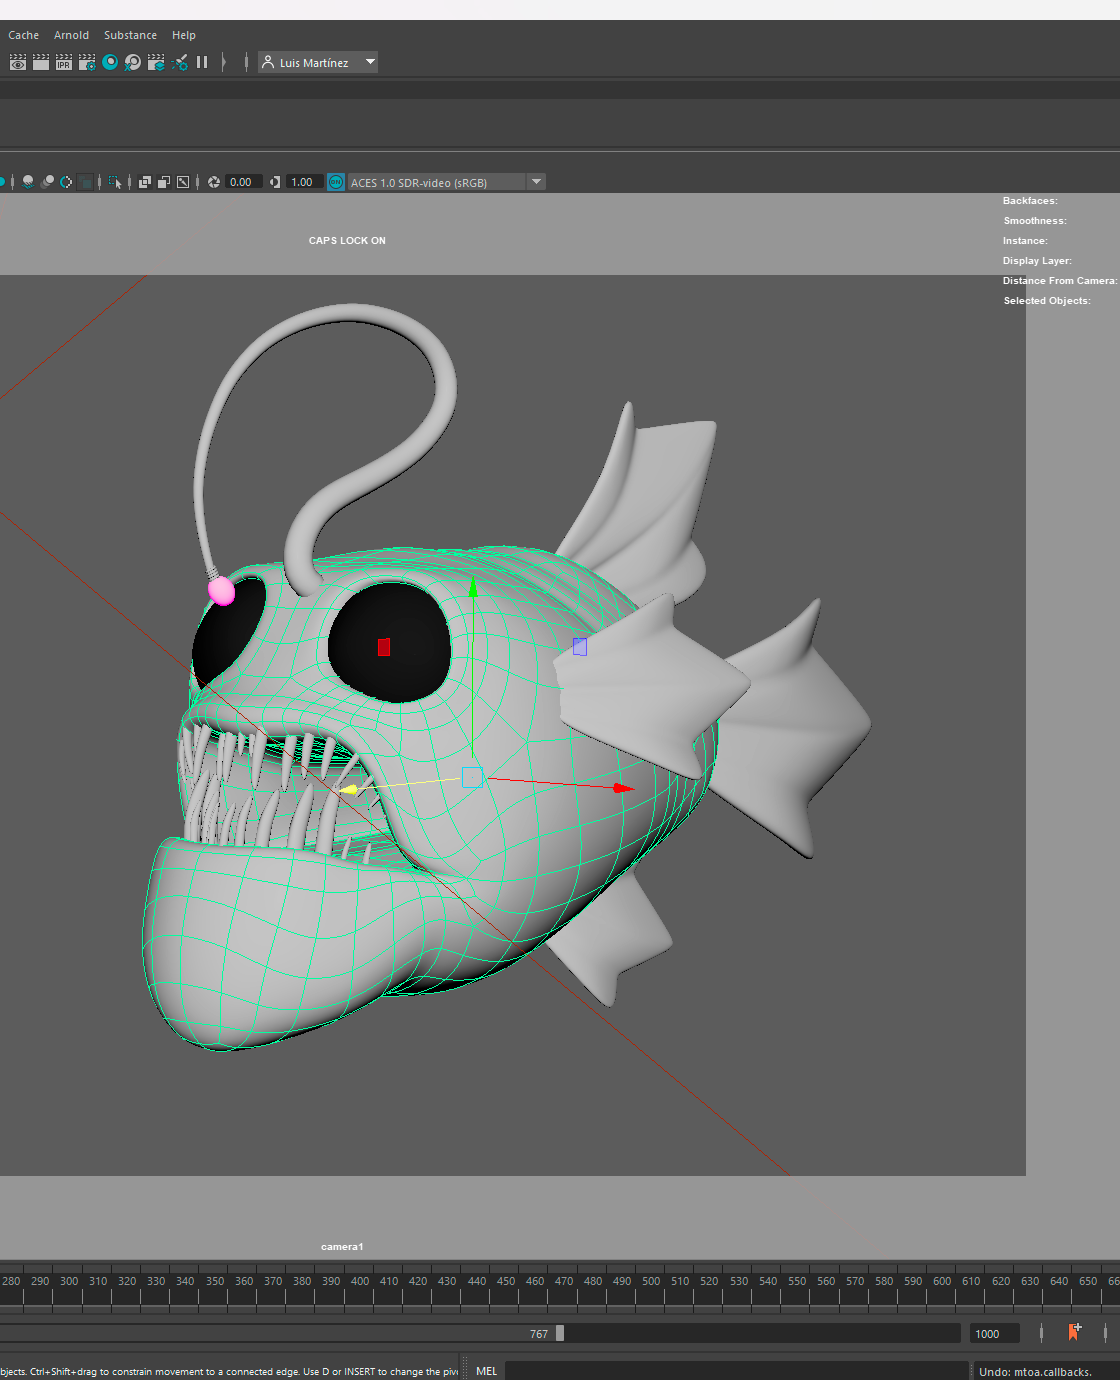 Cache Arnold Substance Help
IPR Luis Martínez
0.00 1.00 ON ACES 1.0 SDR-video (sRGB)
Backfaces:
Smoothness:
CAPS LOCK ON
Instance:
Display Layer:
Distance From Camera:
Selected Objects:
camera1
280 290 300 310 320 330 340 350 360 370 380 390 400 410 420 430 440 450 460 470 480 490 500 510 520 530 540 550 560 570 580 590 600 610 620 630 640 650 66
767 1000
bjects. Ctrl+Shift+drag to constrain movement to a connected edge. Use D or INSERT to change the piv MEL Undo: mtoa.callbacks.